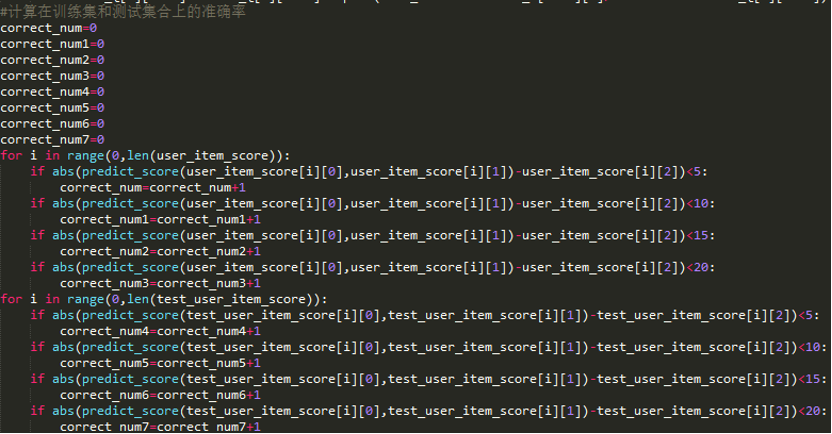 #计算在训练集和测试集合上的准确率
correct_num=0
correct_num1=0
correct_num2=0
correct_num3=0
correct_num4=0
correct_num5=0
correct_num6=0
correct_num7=0
for i in range(0,len(user_item_score)):
    if abs(predict_score(user_item_score[i][0],user_item_score[i][1])-user_item_score[i][2])<5:
        correct_num=correct_num+1
    if abs(predict_score(user_item_score[i][0],user_item_score[i][1])-user_item_score[i][2])<10:
        correct_num1=correct_num1+1
    if abs(predict_score(user_item_score[i][0],user_item_score[i][1])-user_item_score[i][2])<15:
        correct_num2=correct_num2+1
    if abs(predict_score(user_item_score[i][0],user_item_score[i][1])-user_item_score[i][2])<20:
        correct_num3=correct_num3+1
for i in range(0,len(test_user_item_score)):
    if abs(predict_score(test_user_item_score[i][0],test_user_item_score[i][1])-test_user_item_score[i][2])<5:
        correct_num4=correct_num4+1
    if abs(predict_score(test_user_item_score[i][0],test_user_item_score[i][1])-test_user_item_score[i][2])<10:
        correct_num5=correct_num5+1
    if abs(predict_score(test_user_item_score[i][0],test_user_item_score[i][1])-test_user_item_score[i][2])<15:
        correct_num6=correct_num6+1
    if abs(predict_score(test_user_item_score[i][0],test_user_item_score[i][1])-test_user_item_score[i][2])<20:
        correct_num7=correct_num7+1